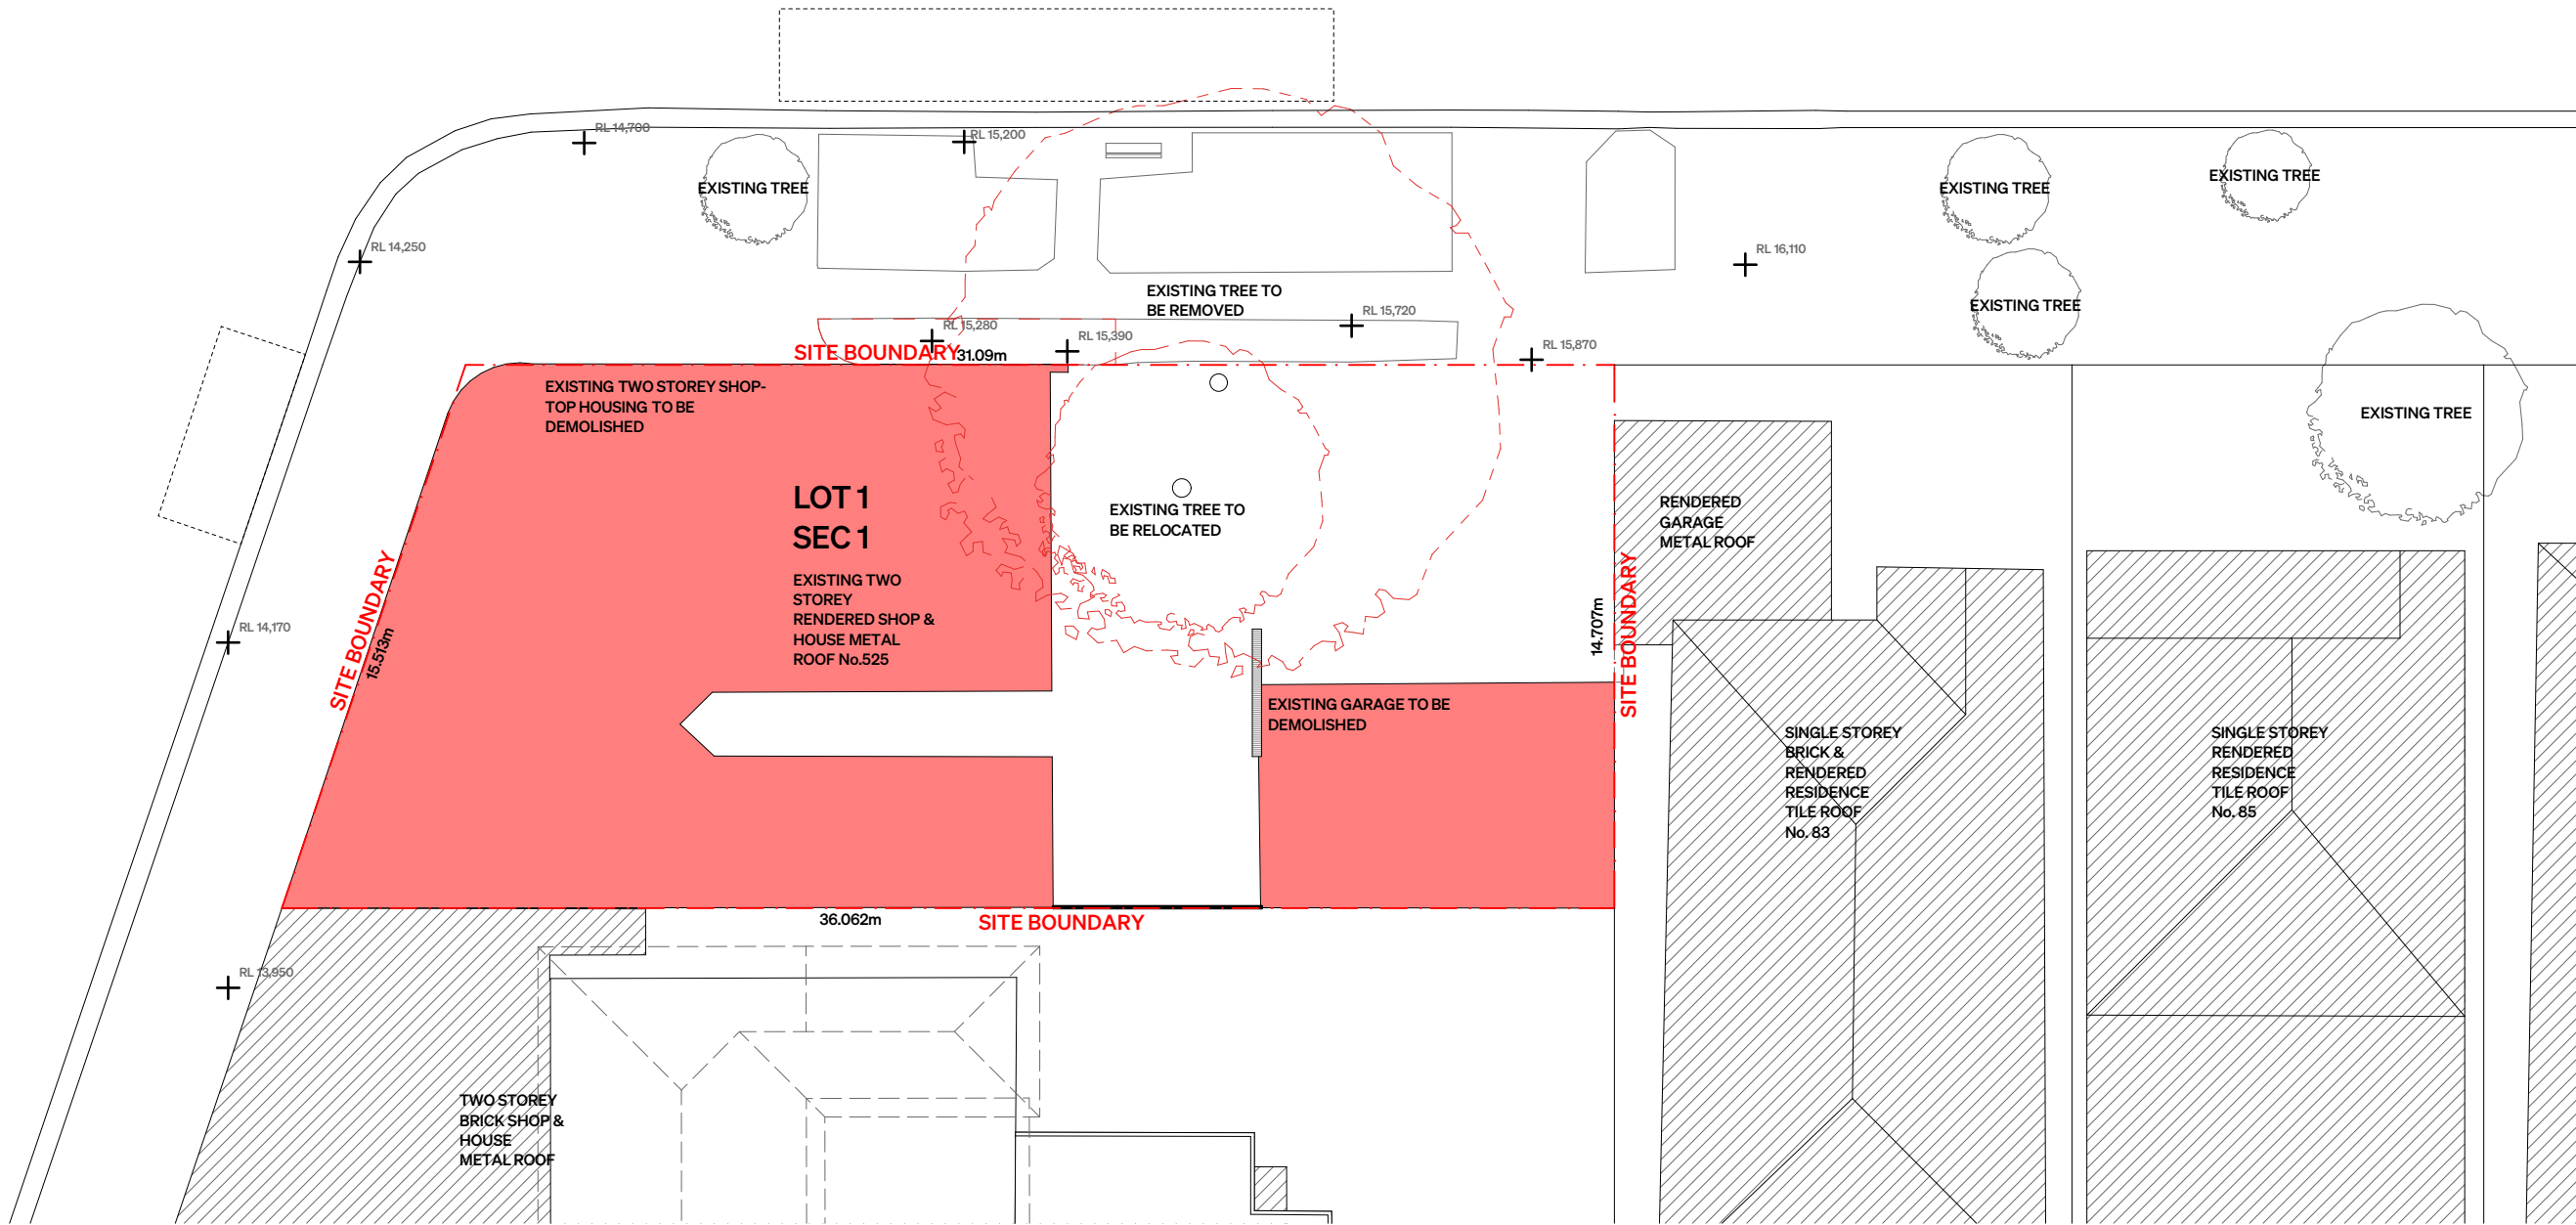 RL 14,700
RL 15,200
EXISTING TREE
EXISTING TREE
EXISTING TREE
RL 14,250
RL 16,110
EXISTING TREE TO
BE REMOVED
EXISTING TREE
RL 15,280
RL 15,390
RL 15,720
RL 15,870
SITE BOUNDARY
31.09m
EXISTING TWO STOREY SHOP-
TOP HOUSING TO BE
DEMOLISHED
EXISTING TREE
LOT 1
SEC 1
EXISTING TREE TO
BE RELOCATED
RENDERED
GARAGE
METAL ROOF
EXISTING TWO
STOREY
RENDERED SHOP &
HOUSE METAL
ROOF No.525
SITE BOUNDARY
15.513m
14.707m
SITE BOUNDARY
RL 14,170
EXISTING GARAGE TO BE
DEMOLISHED
SINGLE STOREY
BRICK &
RENDERED
RESIDENCE
TILE ROOF
No. 83
SINGLE STOREY
RENDERED
RESIDENCE
TILE ROOF
No. 85
36.062m
SITE BOUNDARY
RL 13,950
TWO STOREY
BRICK SHOP &
HOUSE
METAL ROOF